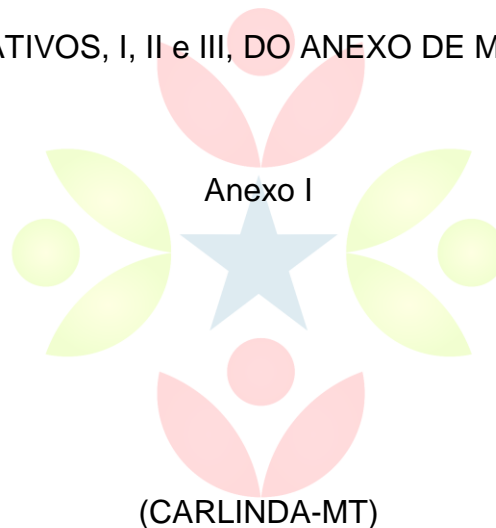 ATIVOS, I, II e III, DO ANEXO DE M
Anexo I
(CARLINDA-MT)